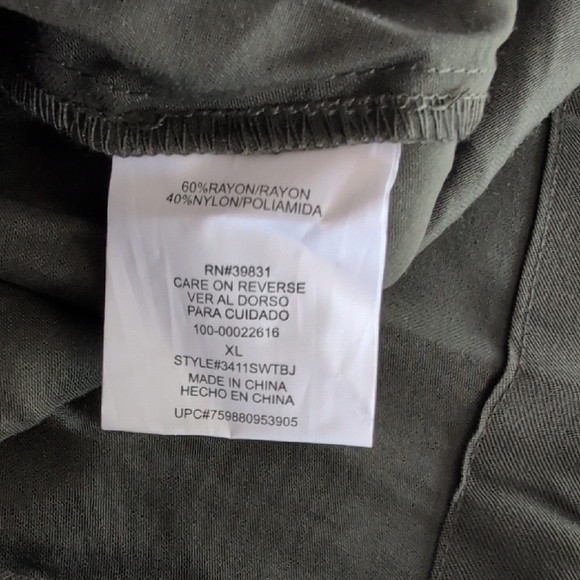 60%RAYON/RAYON
40%NYLON/POLIAMIDA
RN#39831
CARE ON REVERSE
VER AL DORSO
PARA CUIDADO
100-00022616
XL
STYLE#3411SWTBJ
MADE IN CHINA
HECHO EN CHINA
UPC#759880953905